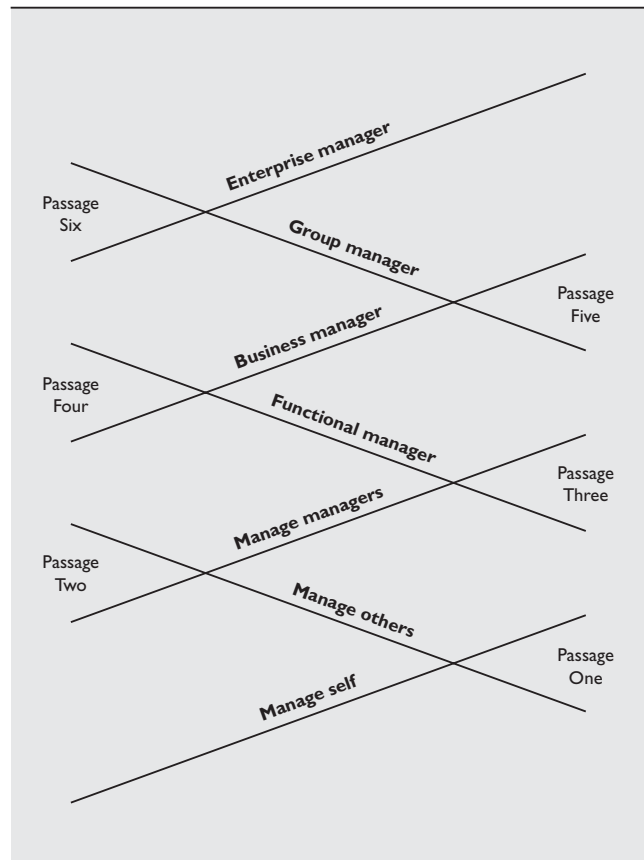 Enterprise manager
Passage
Six
Group manager
Passage
Five
Business manager
Passage
Four
Functional manager
Passage
Three
Manage managers
Passage
Two
Manage others
Passage
One
Manage self